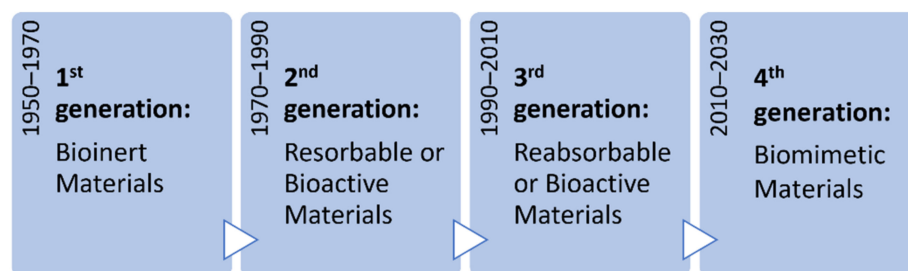 1950–1970
1st
generation:
Bioinert
Materials
1970–1990
2nd
generation:
Resorbable or
Bioactive
Materials
1990–2010
3rd
generation:
Reabsorbable
or Bioactive
Materials
2010–2030
4th
generation:
Biomimetic
Materials